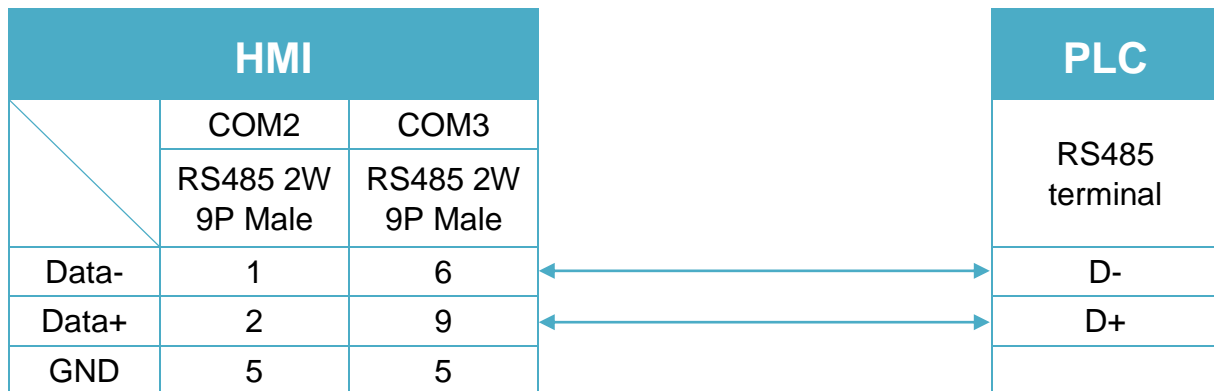 HMI
PLC
COM2
COM3
RS485 2W
9P Male
RS485 2W
9P Male
RS485
terminal
Data-
1
6
D-
Data+
2
9
D+
GND
5
5